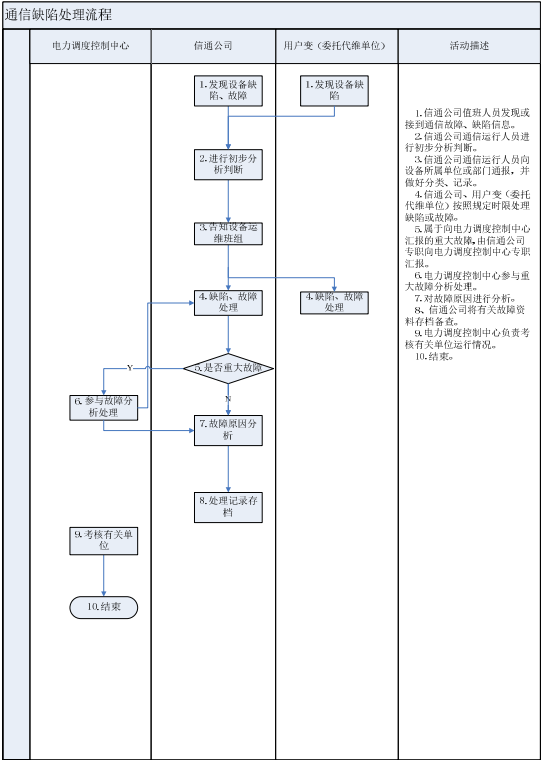 通信缺陷处理流程
电力调度控制中心
信通公司
用户变（委托代维单位）
活动描述
1.发现设备缺
陷、故障
1.发现设备缺
陷
2.进行初步分
析判断
3.告知设备运
维班组
4.缺陷、故障
处理
4.缺陷、故障
处理
5.是否重大故障
Y
N
6.参与故障分
析处理
7.故障原因分
析
8.处理记录存
档
9.考核有关单
位
10.结束
1.信通公司值班人员发现或
接到通信故障、缺陷信息。
2.信通公司通信运行人员进
行初步分析判断。
3.信通公司通信运行人员向
设备所属单位或部门通报，并
做好分类、记录。
4.信通公司、用户变（委托
代维单位）按照规定时限处理
缺陷或故障。
5.属于向电力调度控制中心
汇报的重大故障，由信通公司
专职向电力调度控制中心专职
汇报。
6.电力调度控制中心参与重
大故障分析处理。
7.对故障原因进行分析。
8、信通公司将有关故障资
料存档备查。
9.电力调度控制中心负责考
核有关单位运行情况。
10.结束。